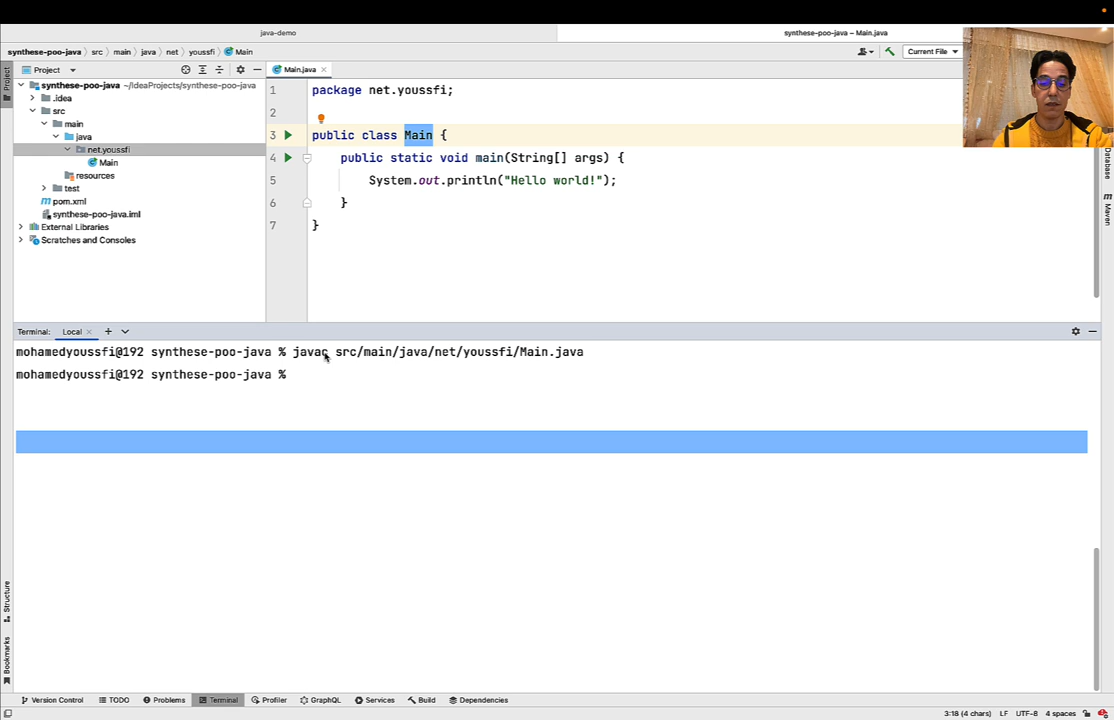 java-demo
synthese-poo-java – Main.java
synthese-poo-java › src › main › java › net › youssfi › Main
Current File
Project
Project
synthese-poo-java ~/IdeaProjects/synthese-poo-java
.idea
src
main
java
net.youssfi
Main
resources
test
pom.xml
synthese-poo-java.iml
External Libraries
Scratches and Consoles
Main.java
1 package net.youssfi;
2
3 public class Main {
4 public static void main(String[] args) {
5 System.out.println("Hello world!");
6 }
7 }
Database
Maven
Terminal: Local
mohamedyoussfi@192 synthese-poo-java % javac src/main/java/net/youssfi/Main.java
mohamedyoussfi@192 synthese-poo-java %
Structure
Bookmarks
Version Control TODO Problems Terminal Profiler GraphQL Services Build Dependencies
3:18 (4 chars) LF UTF-8 4 spaces